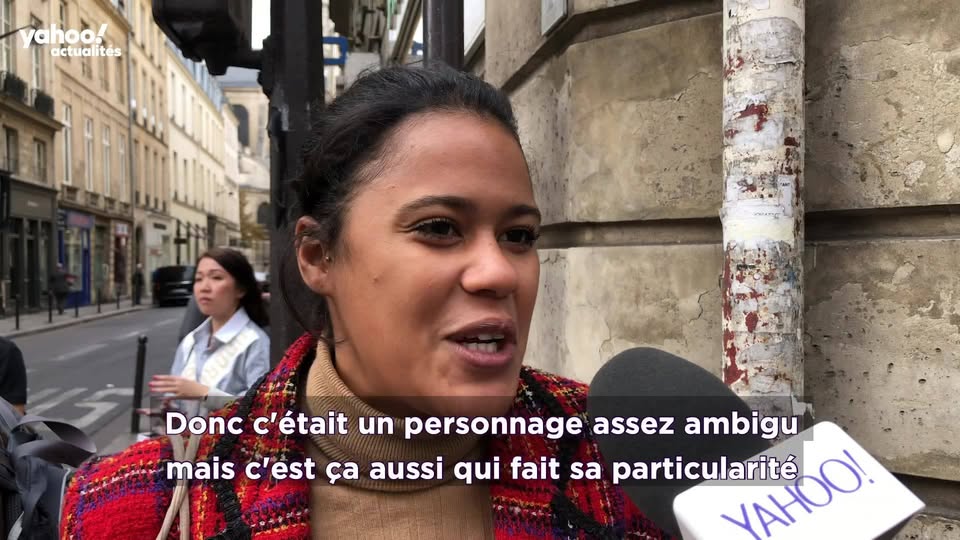 yahoo!
actualités
Donc c'était un personnage assez ambigu
mais c'est ça aussi qui fait sa particularité
YAHOO!